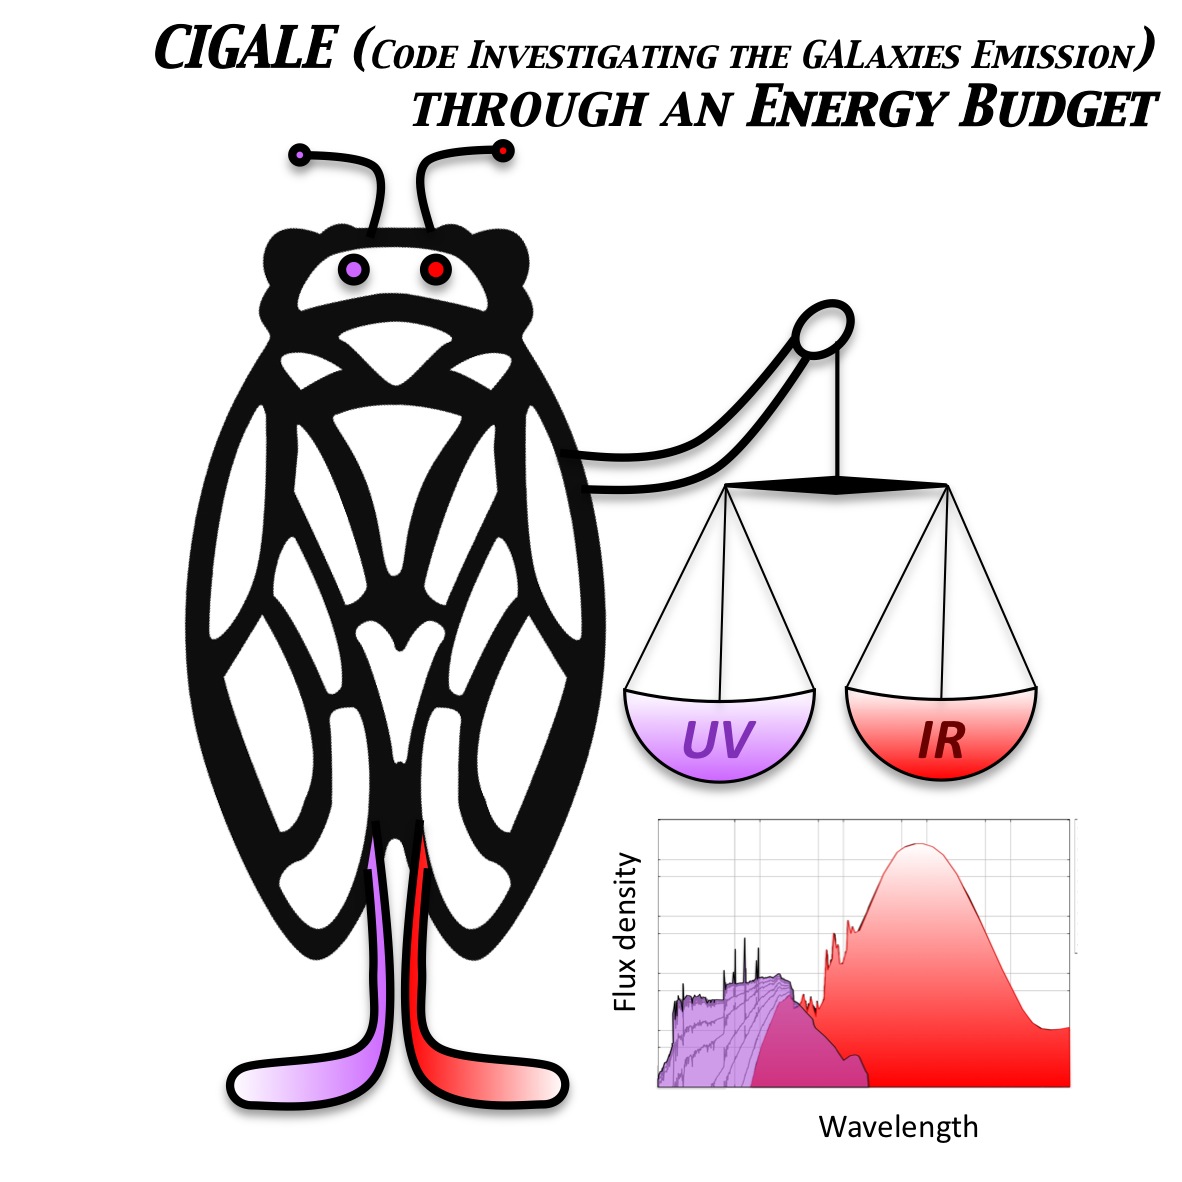 CIGALE (Code Investigating the GALaxies Emission)
through an Energy Budget
UV
IR
Flux density
Wavelength